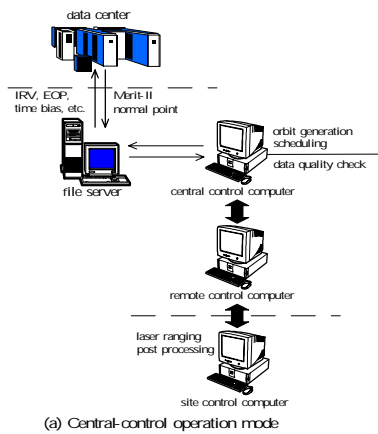 data center
IRV, EOP,
time bias, etc.
Merit-II
normal point
orbit generation
scheduling
data quality check
file server
central control computer
remote control computer
laser ranging
post processing
site control computer
(a) Central-control operation mode